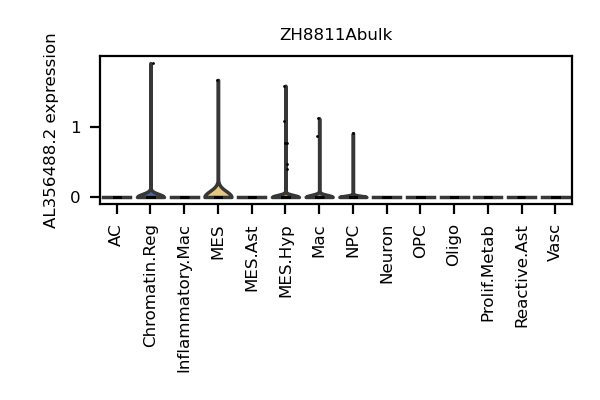 ZH8811Abulk
AL356488.2 expression
1
0
AC
Chromatin.Reg
Inflammatory.Mac
MES
MES.Ast
MES.Hyp
Mac
NPC
Neuron
OPC
Oligo
Prolif.Metab
Reactive.Ast
Vasc